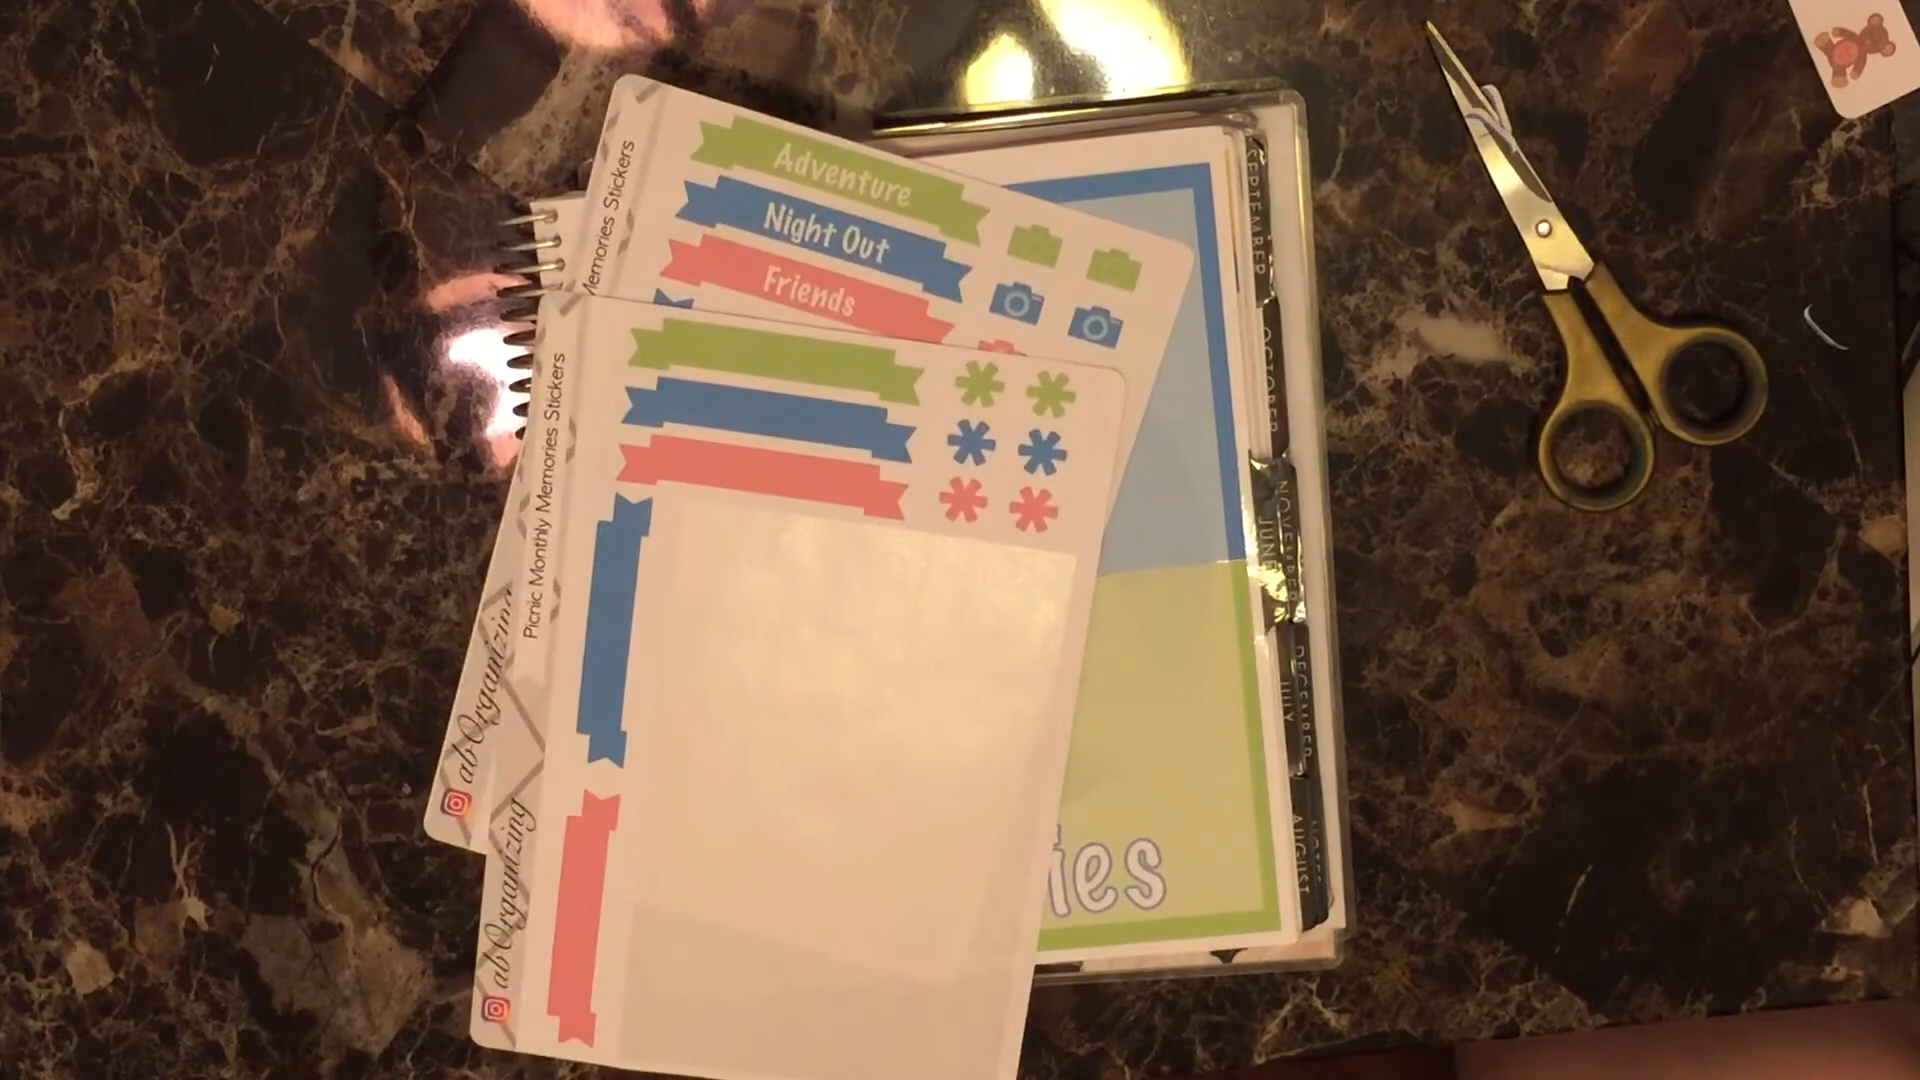 Memories Stickers
Adventure
Night Out
Friends
Picnic Monthly Memories Stickers
abOrganizing
abOrganizing
ies
SEPTEMBER
OCTOBER
NOVEMBER
JUNE
DECEMBER
JULY
AUGUST